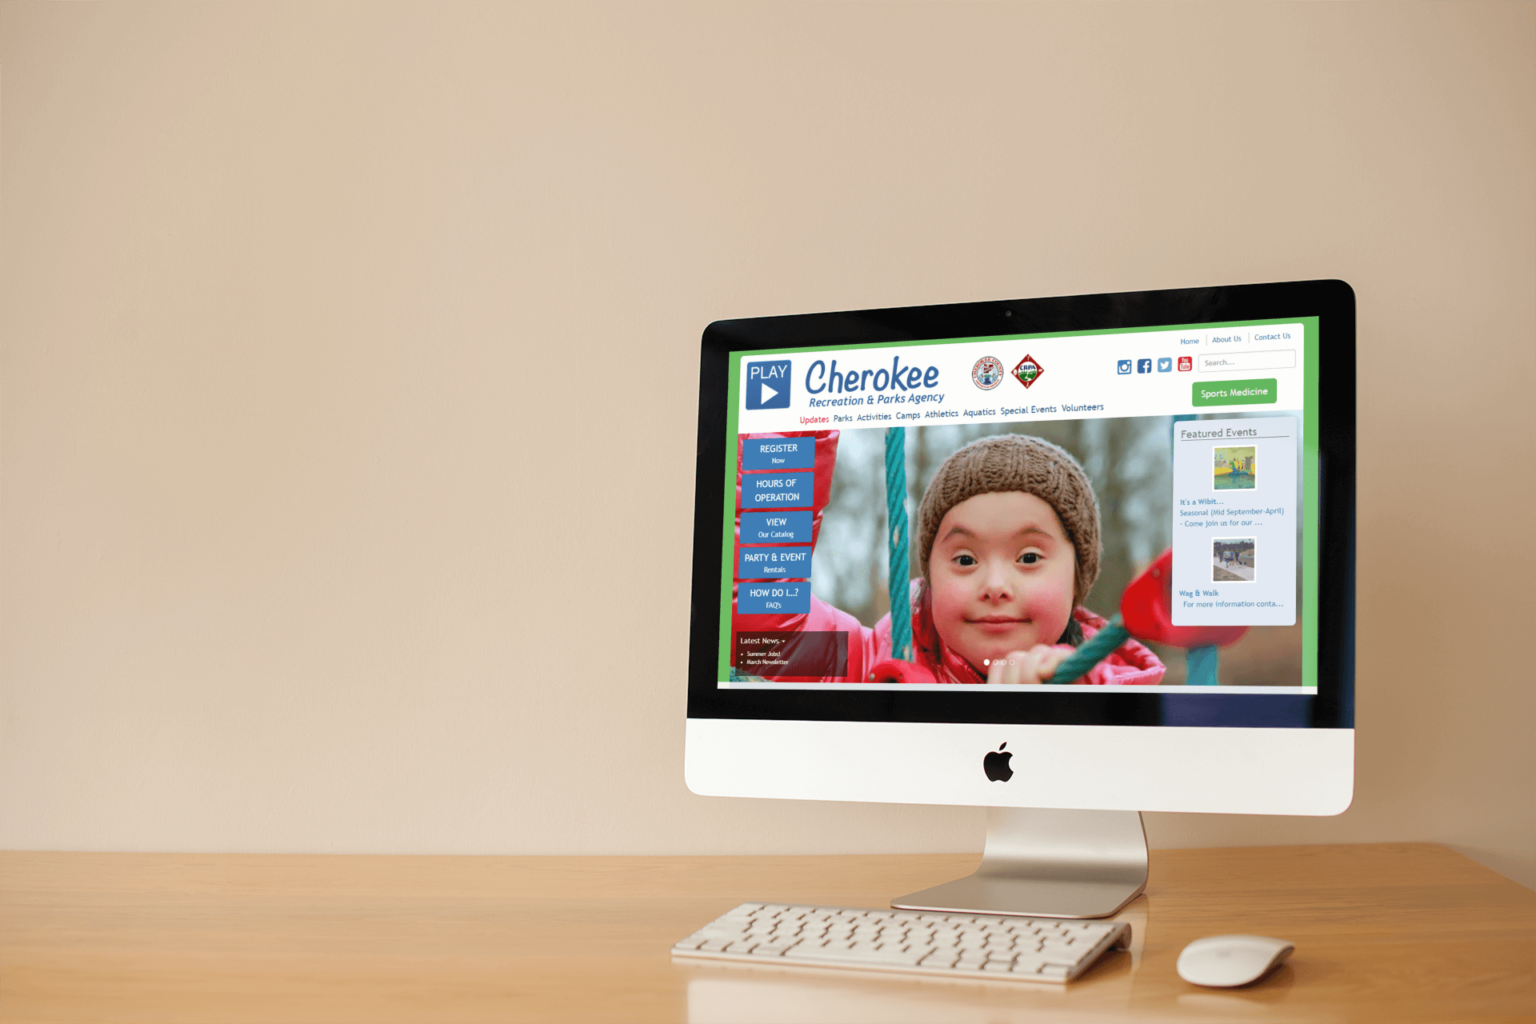 Home
About Us
Contact Us
PLAY
Cherokee
Recreation & Parks Agency
CRPA
You
Tube
Search...
Sports Medicine
Updates Parks Activities Camps Athletics Aquatics Special Events Volunteers
REGISTER
Now
HOURS OF
OPERATION
VIEW
Our Catalog
PARTY & EVENT
Rentals
HOW DO I...?
FAQ's
Latest News
Summer Jobs!
March Newsletter
Featured Events
It's a Wibit...
Seasonal (Mid September-April)
- Come join us for our ...
Wag & Walk
For more information conta...